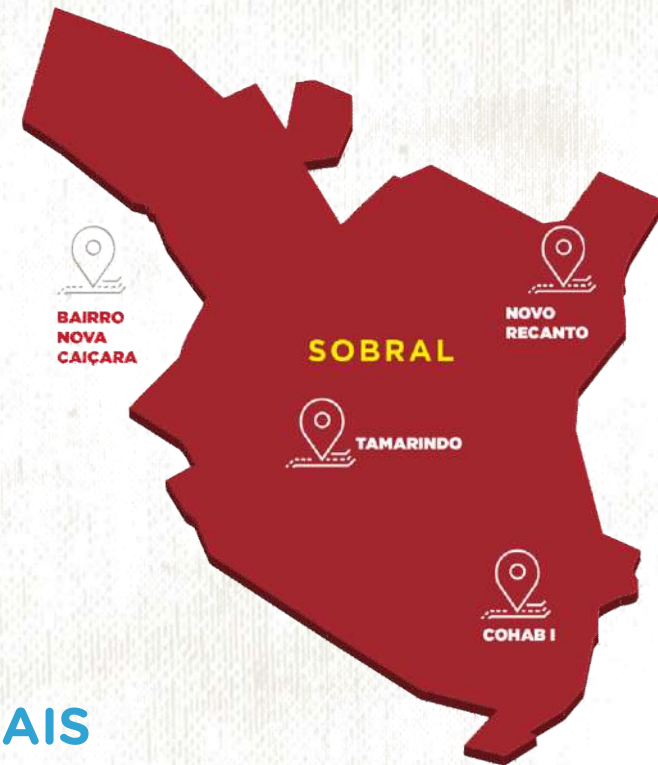 BAIRRO
NOVA
CAIÇARA
NOVO
RECANTO
SOBRAL
TAMARINDO
COHAB I
AIS